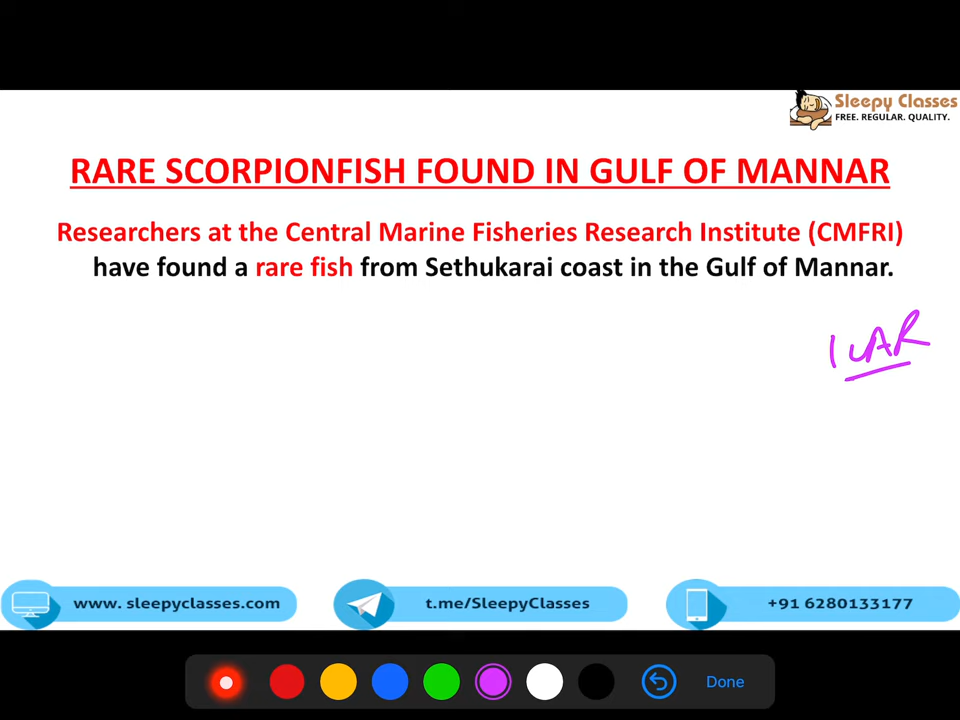 Sleepy Classes
FREE. REGULAR. QUALITY.
RARE SCORPIONFISH FOUND IN GULF OF MANNAR
Researchers at the Central Marine Fisheries Research Institute (CMFRI)
have found a rare fish from Sethukarai coast in the Gulf of Mannar.
ICAR
www. sleepyclasses.com
t.me/SleepyClasses
+91 6280133177
Done